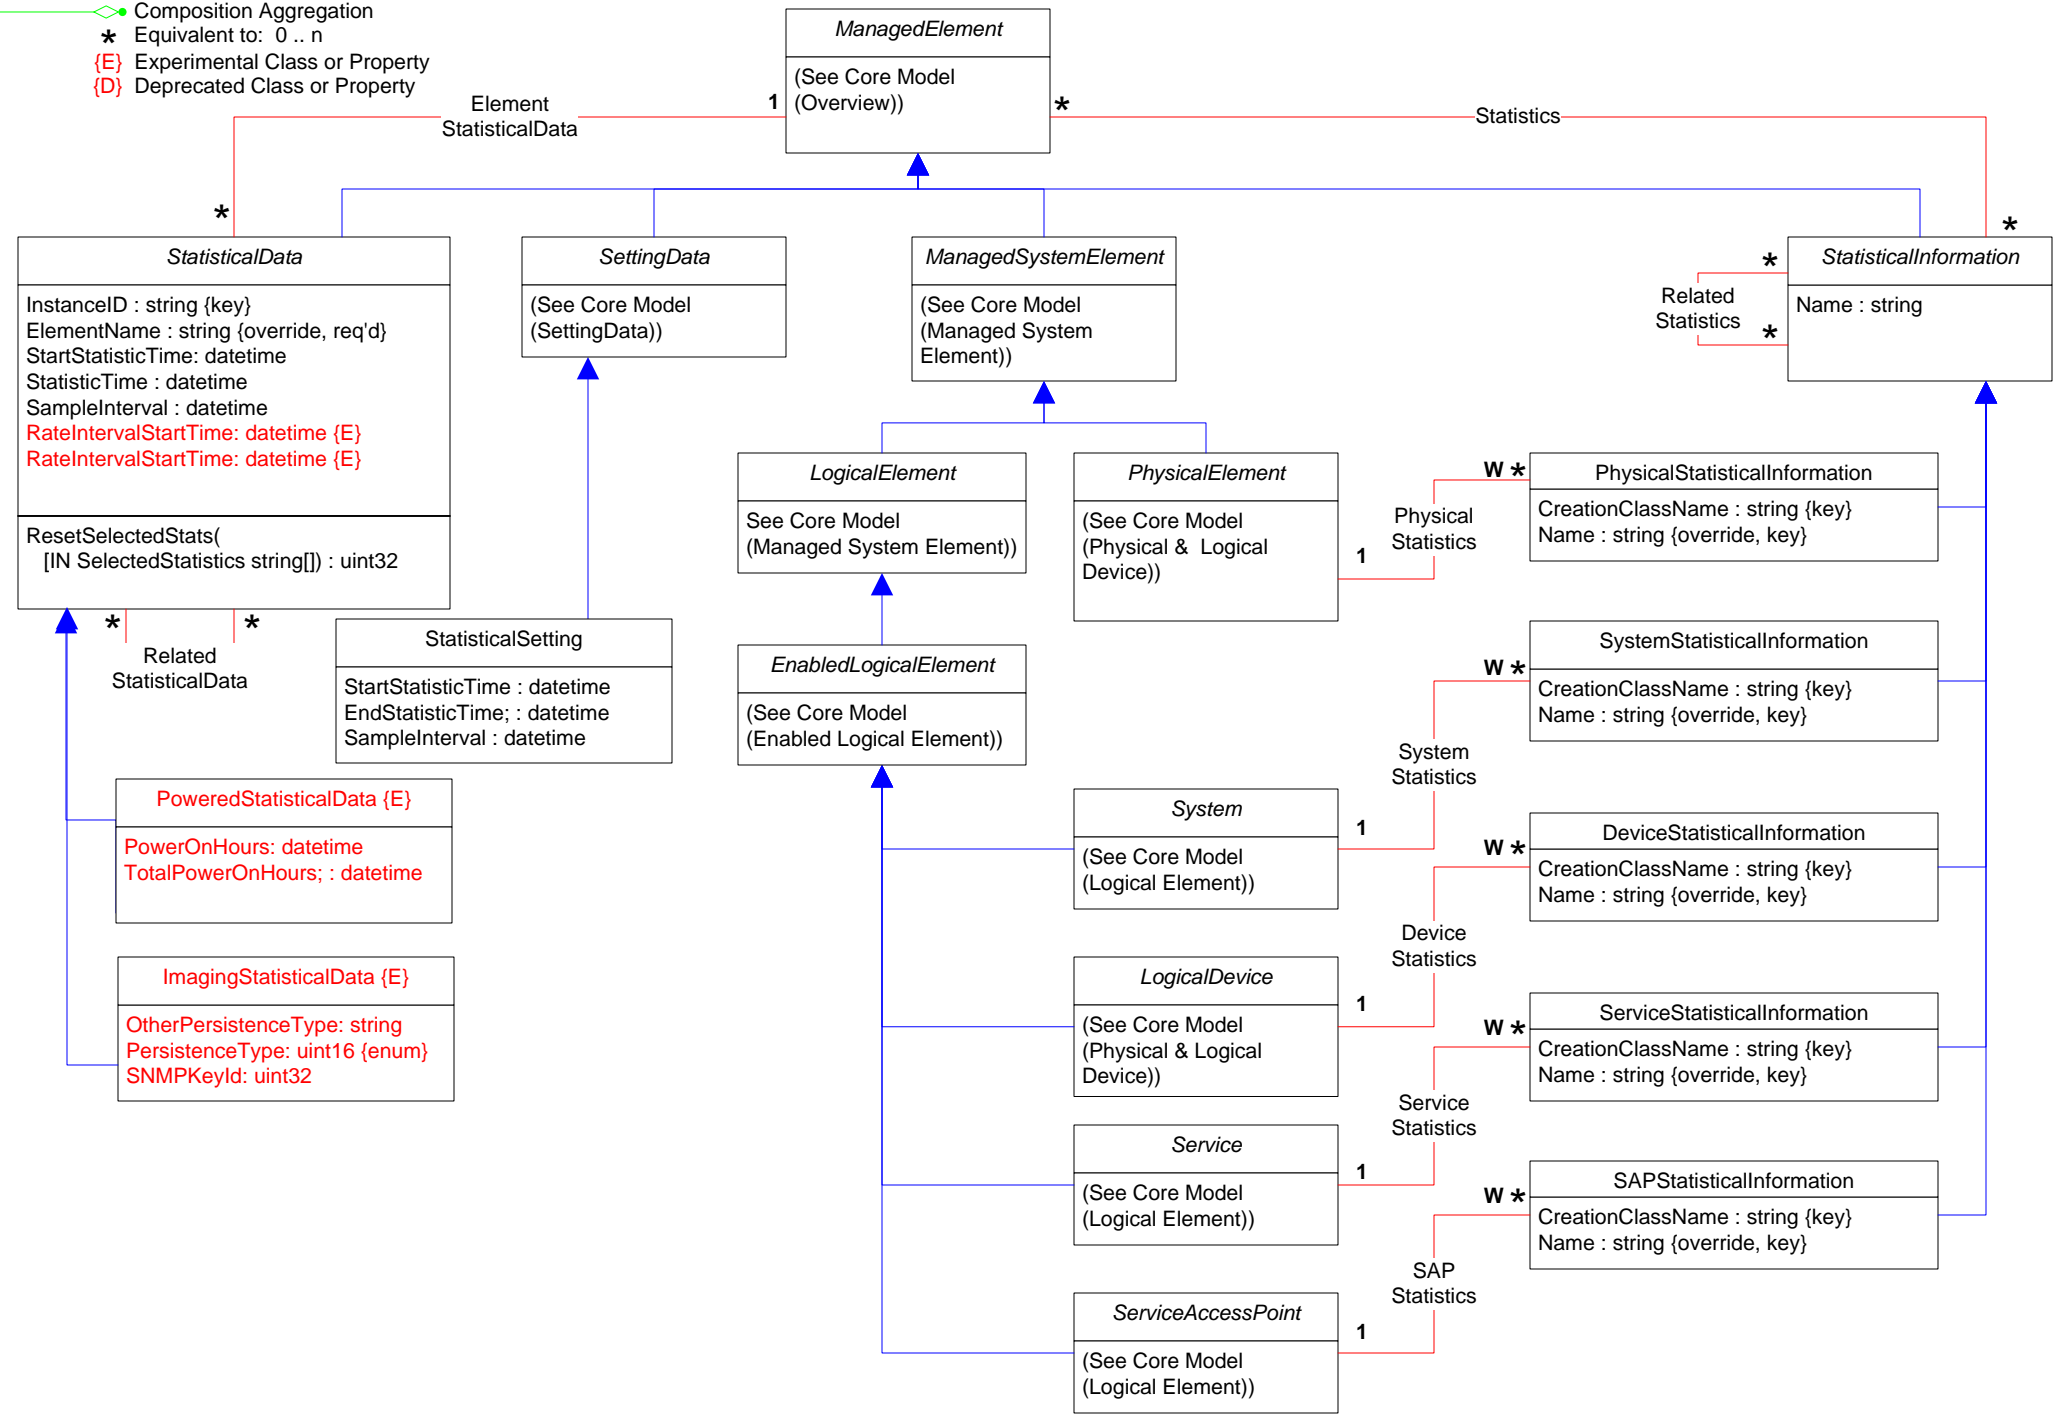 Composition Aggregation
* Equivalent to: 0 .. n
{E} Experimental Class or Property
{D} Deprecated Class or Property
ManagedElement
(See Core Model
(Overview))
1
*
Element
StatisticalData
Statistics
*
*
StatisticalData
InstanceID : string {key}
ElementName : string {override, req'd}
StartStatisticTime: datetime
StatisticTime : datetime
SampleInterval : datetime
RateIntervalStartTime: datetime {E}
RateIntervalStartTime: datetime {E}
ResetSelectedStats(
[IN SelectedStatistics string[]) : uint32
*
*
Related
StatisticalData
SettingData
(See Core Model
(SettingData))
ManagedSystemElement
(See Core Model
(Managed System
Element))
StatisticalInformation
Name : string
*
Related
Statistics
*
LogicalElement
See Core Model
(Managed System Element))
PhysicalElement
(See Core Model
(Physical & Logical
Device))
1
Physical
Statistics
W *
PhysicalStatisticalInformation
CreationClassName : string {key}
Name : string {override, key}
StatisticalSetting
StartStatisticTime : datetime
EndStatisticTime; : datetime
SampleInterval : datetime
EnabledLogicalElement
(See Core Model
(Enabled Logical Element))
W *
SystemStatisticalInformation
CreationClassName : string {key}
Name : string {override, key}
System
Statistics
PoweredStatisticalData {E}
PowerOnHours: datetime
TotalPowerOnHours; : datetime
System
(See Core Model
(Logical Element))
1
W *
DeviceStatisticalInformation
CreationClassName : string {key}
Name : string {override, key}
Device
Statistics
ImagingStatisticalData {E}
OtherPersistenceType: string
PersistenceType: uint16 {enum}
SNMPKeyId: uint32
LogicalDevice
(See Core Model
(Physical & Logical
Device))
1
W *
ServiceStatisticalInformation
CreationClassName : string {key}
Name : string {override, key}
Service
Statistics
Service
(See Core Model
(Logical Element))
1
W *
SAPStatisticalInformation
CreationClassName : string {key}
Name : string {override, key}
SAP
Statistics
ServiceAccessPoint
(See Core Model
(Logical Element))
1